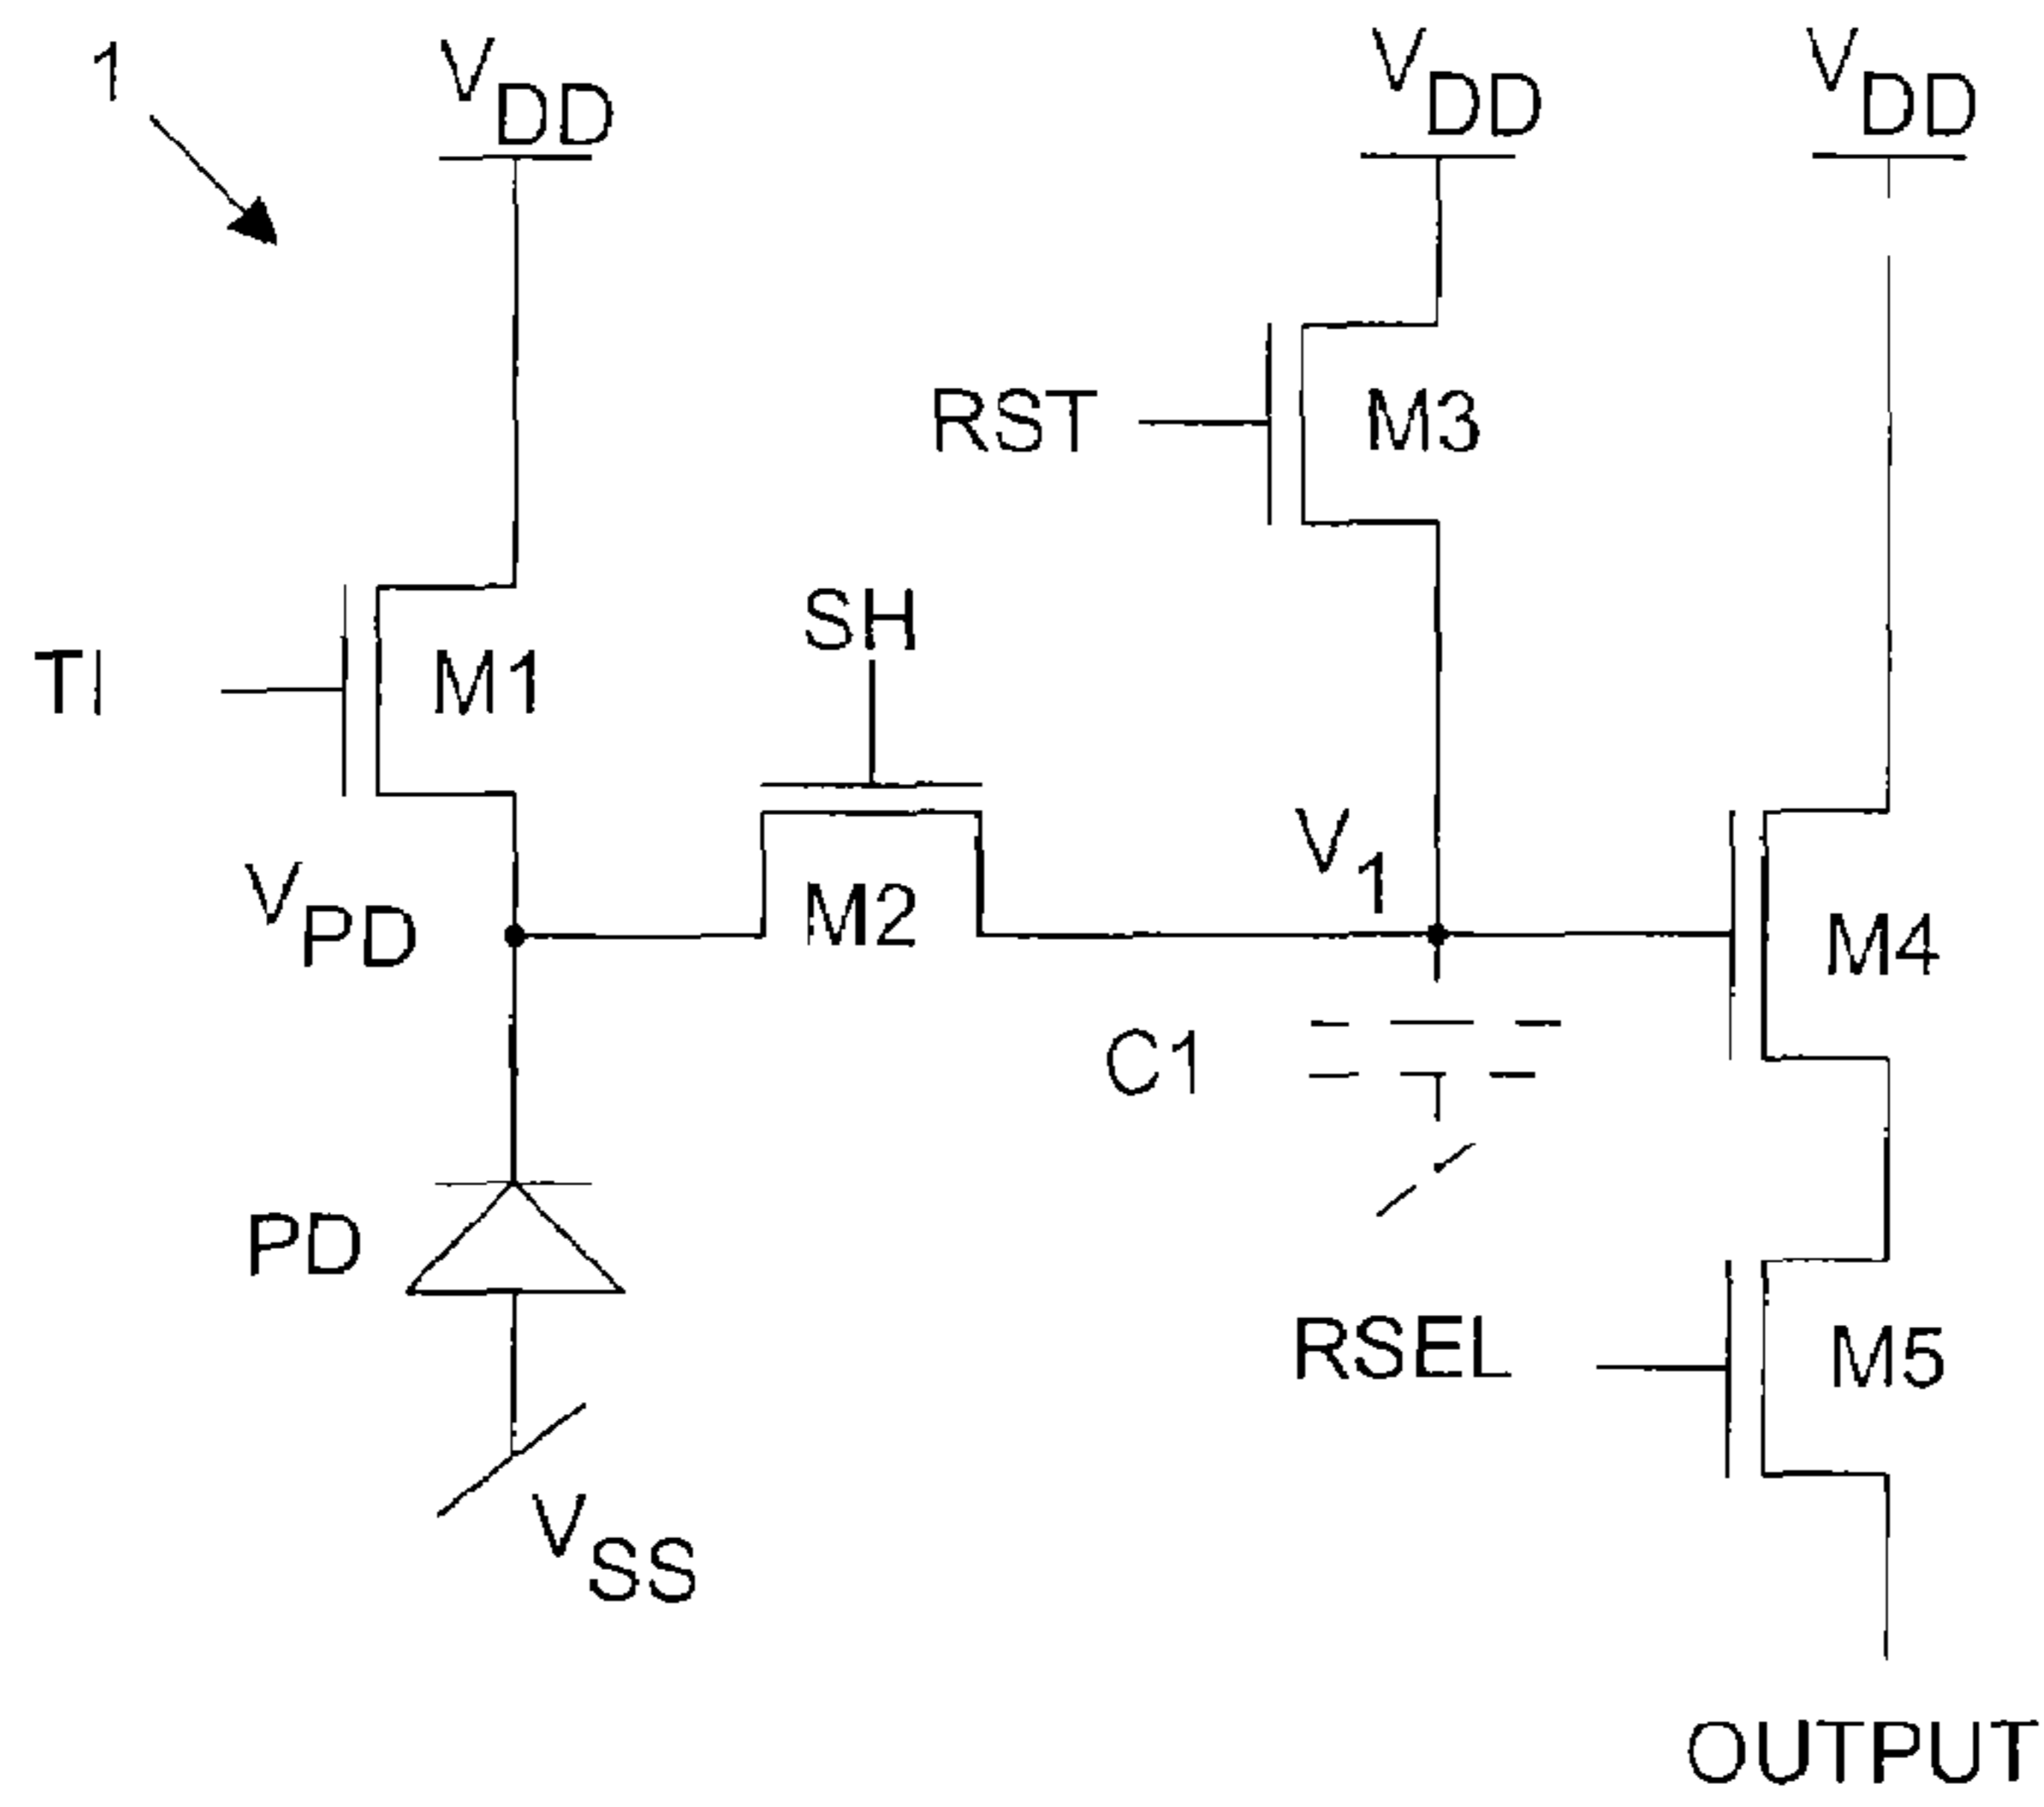 1
VDD
VDD
VDD
RST
M3
SH
TI
M1
V1
VPD
M2
M4
C1
PD
RSEL
M5
VSS
OUTPUT